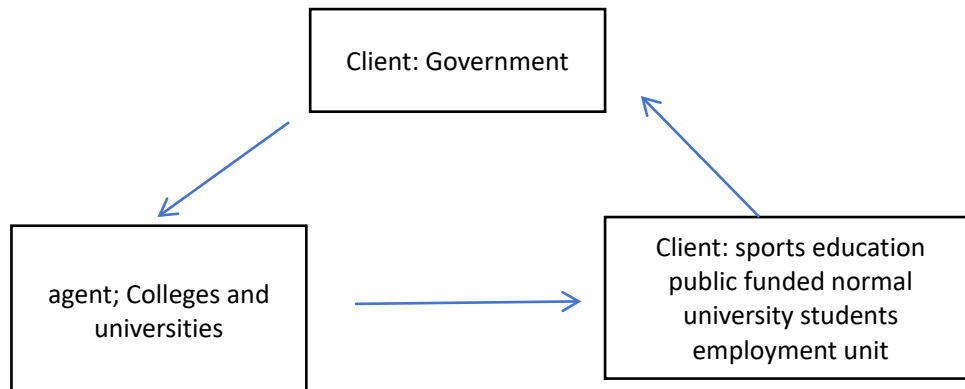 Client: Government
agent; Colleges and
universities
Client: sports education
public funded normal
university students
employment unit